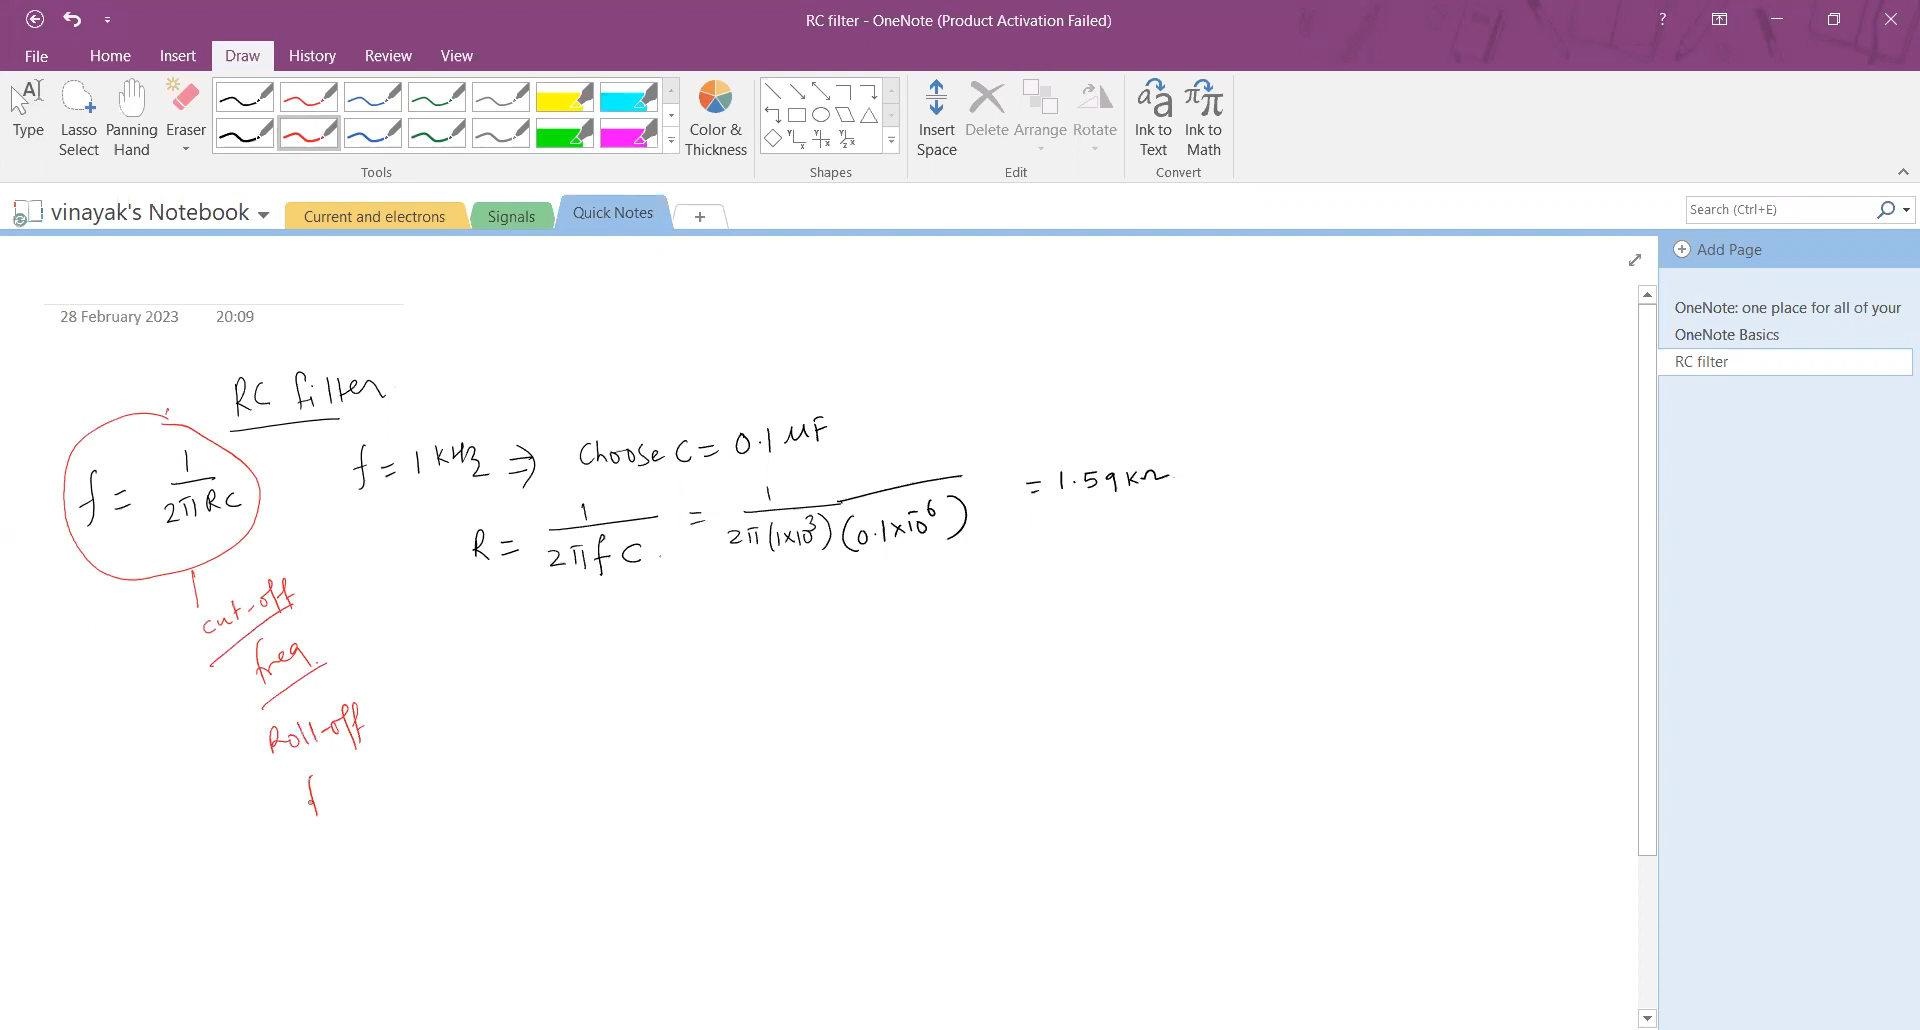 RC filter - OneNote (Product Activation Failed)
?
File Home Insert Draw History Review View
Type
Lasso Select
Panning Hand
Eraser
Color & Thickness
Insert Space
Delete
Arrange
Rotate
Ink to Text
Ink to Math
Tools
Shapes
Edit
Convert
vinayak's Notebook
Current and electrons
Signals
Quick Notes
+
Search (Ctrl+E)
Add Page
OneNote: one place for all of your
OneNote Basics
RC filter
28 February 2023 20:09
RC filter
f = 1 / 2πRC
f = 1 KHz ⇒ Choose C = 0.1 μF
R = 1 / 2πfC = 1 / 2π(1×10³)(0.1×10⁻⁶) = 1.59 KΩ
cut-off
freq.
Roll-off